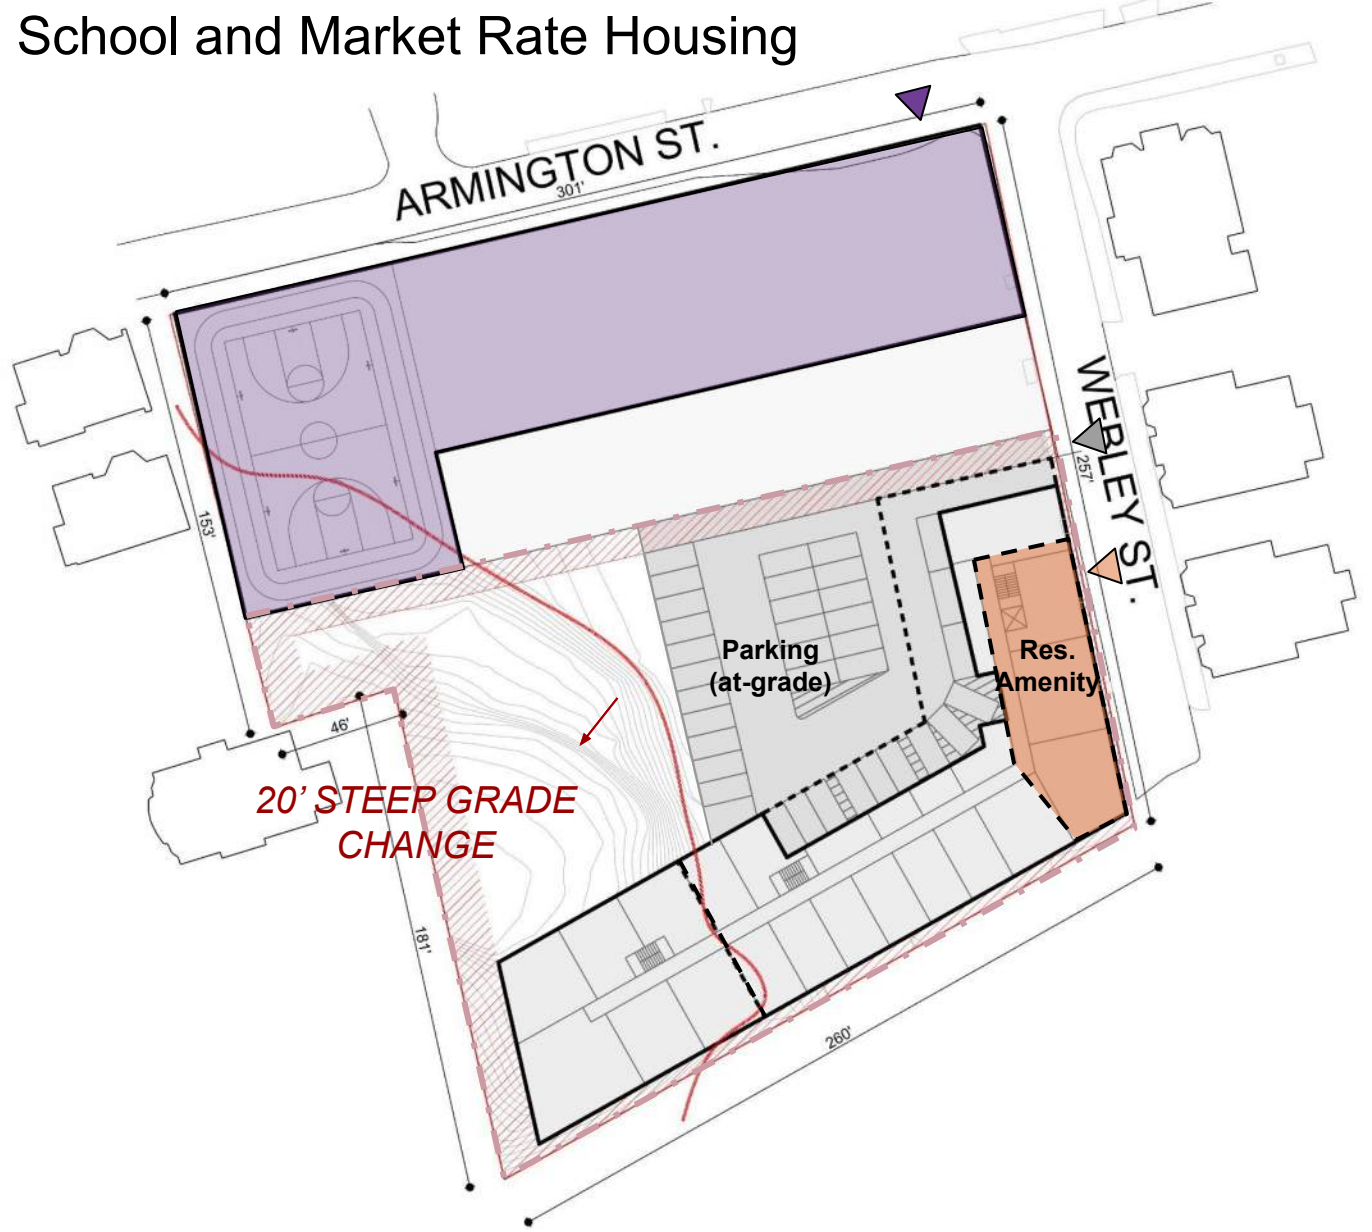 School and Market Rate Housing
ARMINGTON ST.
301'
WEBLEY ST.
257'
153'
Parking
(at-grade)
Res.
Amenity
46'
20’ STEEP GRADE
CHANGE
181'
260'